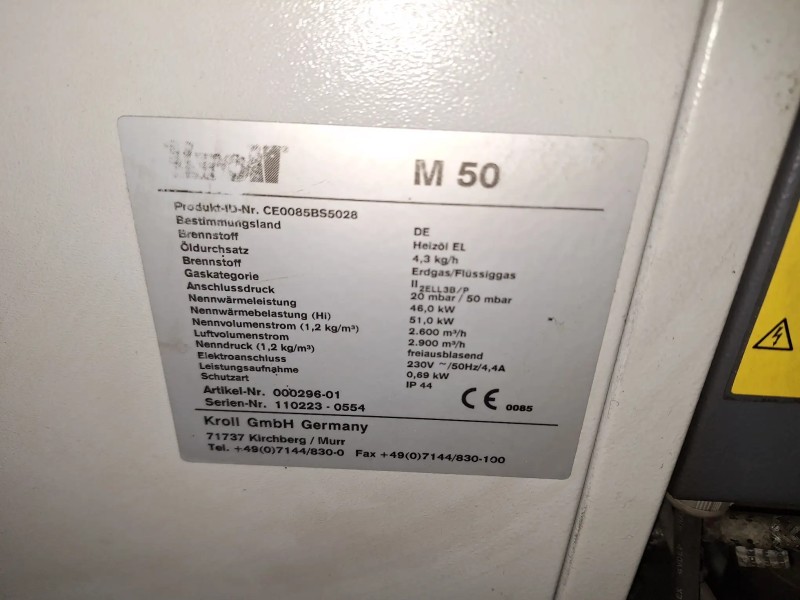 Kroll M 50
Produkt-ID-Nr. CE0085BS5028
Bestimmungsland DE
Brennstoff Heizöl EL
Öldurchsatz 4,3 kg/h
Brennstoff Erdgas/Flüssiggas
Gaskategorie II2ELL3B/P
Anschlussdruck 20 mbar / 50 mbar
Nennwärmeleistung 46,0 kW
Nennwärmebelastung (Hi) 51,0 kW
Nennvolumenstrom (1,2 kg/m³) 2.600 m³/h
Luftvolumenstrom 2.900 m³/h
Nenndruck (1,2 kg/m³) freiausblasend
Elektroanschluss 230V ~/50Hz/4,4A
Leistungsaufnahme 0,69 kW
Schutzart IP 44
Artikel-Nr. 000296-01
Serien-Nr. 110223 - 0554
CE 0085
Kroll GmbH Germany
71737 Kirchberg / Murr
Tel. +49(0)7144/830-0 Fax +49(0)7144/830-100